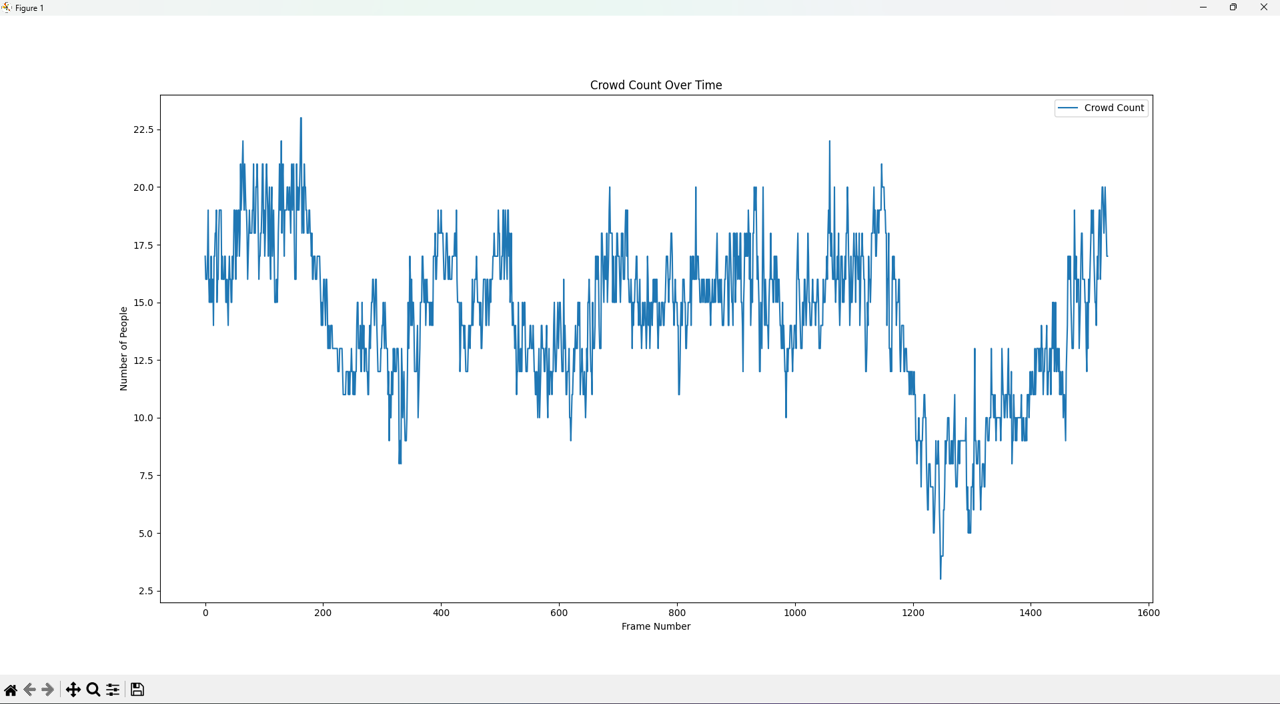 Figure 1
Crowd Count Over Time
Crowd Count
22.5
20.0
17.5
15.0
12.5
10.0
7.5
5.0
2.5
Number of People
0 200 400 600 800 1000 1200 1400 1600
Frame Number